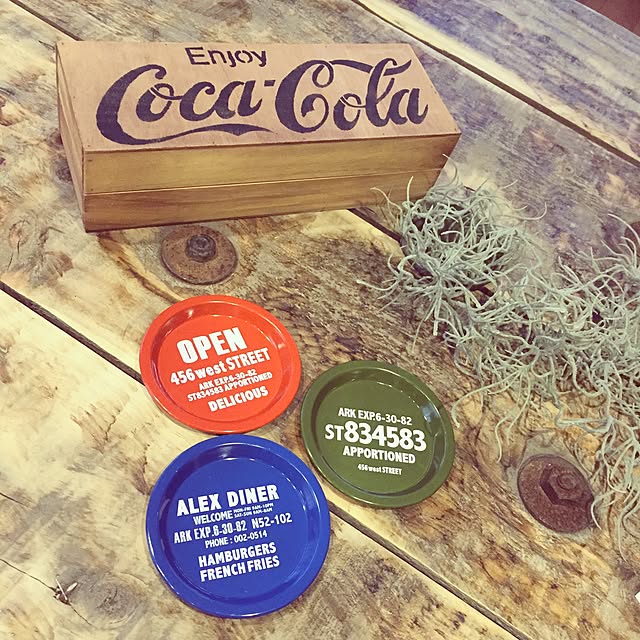 Enjoy
Coca-Cola
OPEN
456 west STREET
ARK EXP.6-30-82
ST834583 APPORTIONED
DELICIOUS
ARK EXP.6-30-82
ST834583
APPORTIONED
456 west STREET
ALEX DINER
WELCOME MON-FRI
ARK EXP.8-30-82 N52-102
PHONE : 002-0514
HAMBURGERS
FRENCH FRIES